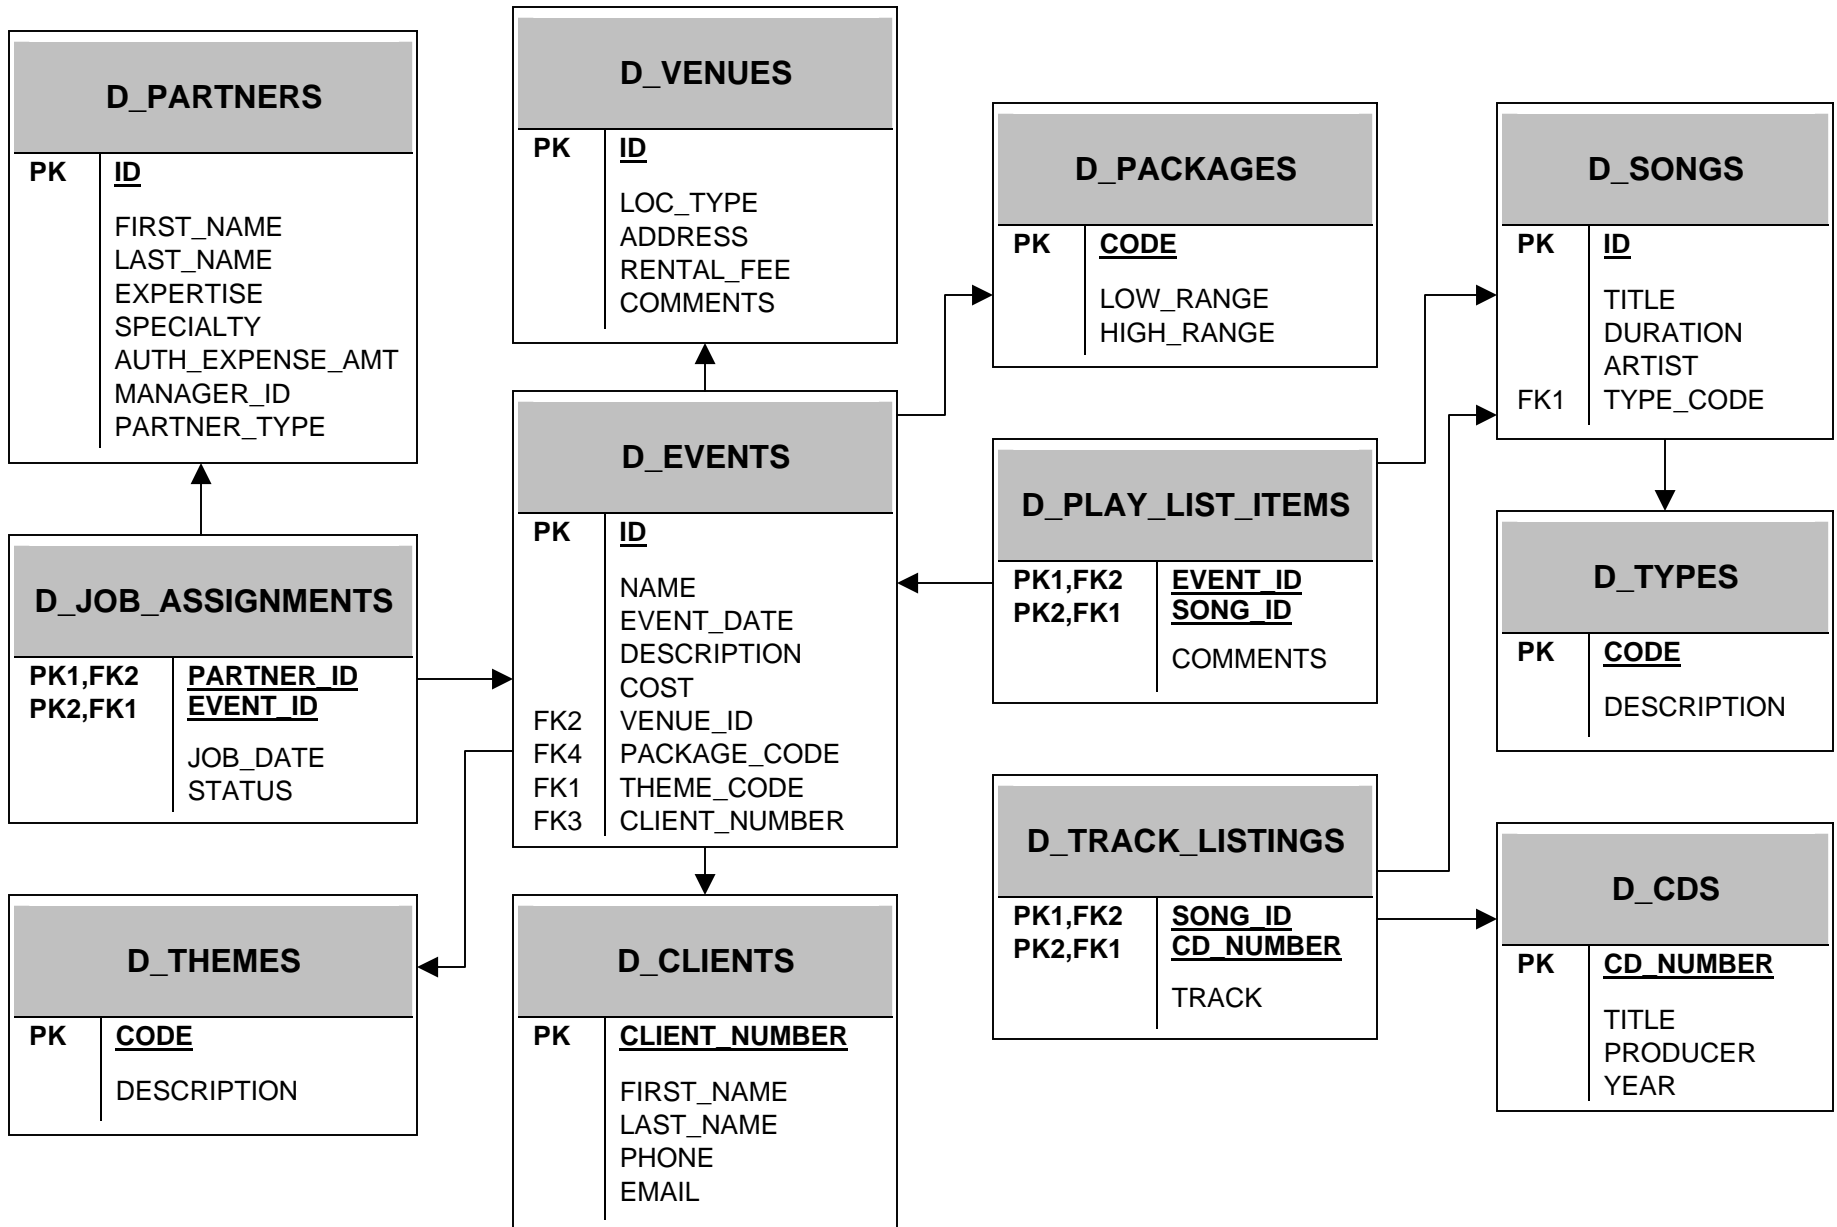 D_PARTNERS
PK ID
FIRST_NAME
LAST_NAME
EXPERTISE
SPECIALTY
AUTH_EXPENSE_AMT
MANAGER_ID
PARTNER_TYPE
D_VENUES
PK ID
LOC_TYPE
ADDRESS
RENTAL_FEE
COMMENTS
D_PACKAGES
PK CODE
LOW_RANGE
HIGH_RANGE
D_SONGS
PK ID
TITLE
DURATION
ARTIST
FK1 TYPE_CODE
D_JOB_ASSIGNMENTS
PK1,FK2 PARTNER_ID
PK2,FK1 EVENT_ID
JOB_DATE
STATUS
D_EVENTS
PK ID
NAME
EVENT_DATE
DESCRIPTION
COST
FK2 VENUE_ID
FK4 PACKAGE_CODE
FK1 THEME_CODE
FK3 CLIENT_NUMBER
D_PLAY_LIST_ITEMS
PK1,FK2 EVENT_ID
PK2,FK1 SONG_ID
COMMENTS
D_TYPES
PK CODE
DESCRIPTION
D_THEMES
PK CODE
DESCRIPTION
D_CLIENTS
PK CLIENT_NUMBER
FIRST_NAME
LAST_NAME
PHONE
EMAIL
D_TRACK_LISTINGS
PK1,FK2 SONG_ID
PK2,FK1 CD_NUMBER
TRACK
D_CDS
PK CD_NUMBER
TITLE
PRODUCER
YEAR